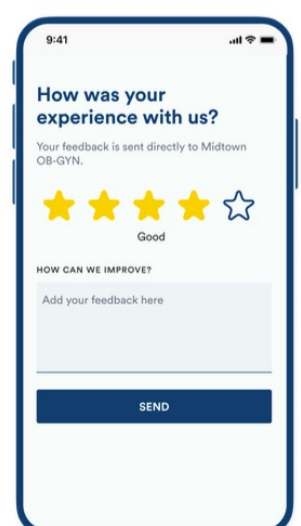 9:41
How was your
experience with us?
Your feedback is sent directly to Midtown
OB-GYN.
Good
HOW CAN WE IMPROVE?
Add your feedback here
SEND